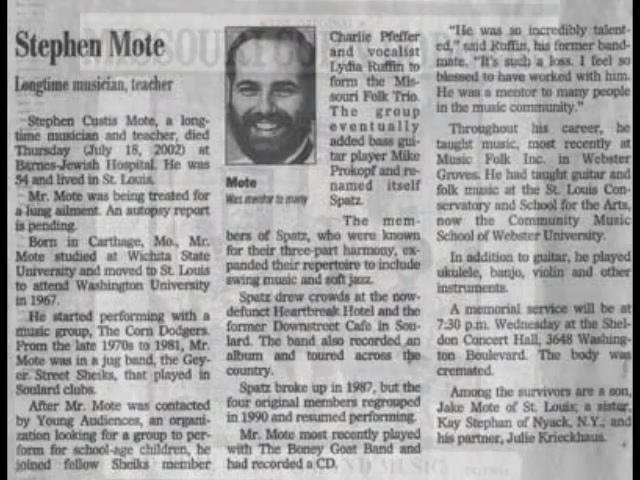 Stephen Mote
Longtime musician, teacher
Stephen Custis Mote, a long-
time musician and teacher, died
Thursday (July 18, 2002) at
Barnes-Jewish Hospital. He was
54 and lived in St. Louis.
Mr. Mote was being treated for
a lung ailment. An autopsy report
is pending.
Born in Carthage, Mo., Mr.
Mote studied at Wichita State
University and moved to St. Louis
to attend Washington University
in 1967.
He started performing with a
music group, The Corn Dodgers.
From the late 1970s to 1981, Mr.
Mote was in a jug band, the Gey-
er Street Sheiks, that played in
Soulard clubs.
After Mr. Mote was contacted
by Young Audiences, an organi-
zation looking for a group to per-
form for school-age children, he
joined fellow Sheiks member
Mote
Was mentor to many
Charlie Pfeffer
and vocalist
Lydia Ruffin to
form the Mis-
souri Folk Trio.
The group
eventually
added bass gui-
tar player Mike
Prokopf and re-
named itself
Spatz.
The mem-
bers of Spatz, who were known
for their three-part harmony, ex-
panded their repertoire to include
swing music and soft jazz.
Spatz drew crowds at the now-
defunct Heartbreak Hotel and the
former Downstreet Cafe in Sou-
lard. The band also recorded an
album and toured across the
country.
Spatz broke up in 1987, but the
four original members regrouped
in 1990 and resumed performing.
Mr. Mote most recently played
with The Boney Goat Band and
had recorded a CD.
"He was so incredibly talent-
ed," said Ruffin, his former band-
mate. "It's such a loss. I feel so
blessed to have worked with him.
He was a mentor to many people
in the music community."
Throughout his career, he
taught music, most recently at
Music Folk Inc. in Webster
Groves. He had taught guitar and
folk music at the St. Louis Con-
servatory and School for the Arts,
now the Community Music
School of Webster University.
In addition to guitar, he played
ukulele, banjo, violin and other
instruments.
A memorial service will be at
7:30 p.m. Wednesday at the Shel-
don Concert Hall, 3648 Washing-
ton Boulevard. The body was
cremated.
Among the survivors are a son,
Jake Mote of St. Louis; a sister,
Kay Stephan of Nyack, N.Y.; and
his partner, Julie Krieckhaus.